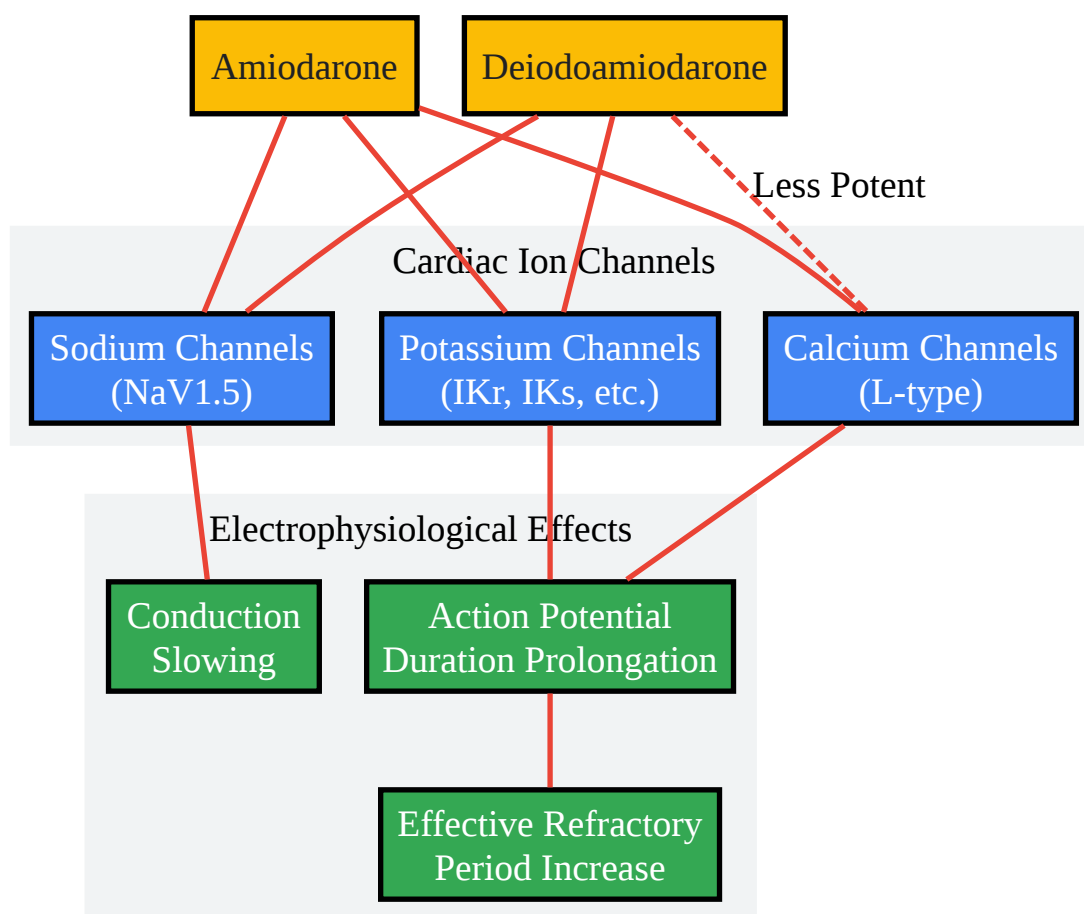 Amiodarone
Deiodoamiodarone
Less Potent
Cardiac Ion Channels
Sodium Channels
(NaV1.5)
Potassium Channels
(IKr, IKs, etc.)
Calcium Channels
(L-type)
Electrophysiological Effects
Conduction
Slowing
Action Potential
Duration Prolongation
Effective Refractory
Period Increase